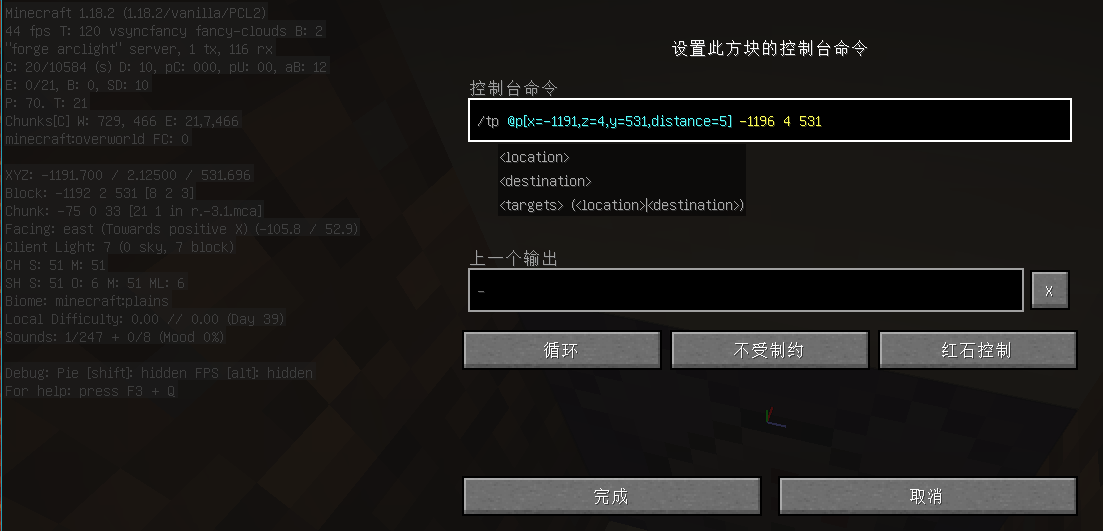 Minecraft 1.18.2 (1.18.2/vanilla/PCL2)
44 fps T: 120 vsyncfancy fancy-clouds B: 2
"forge arclight" server, 1 tx, 116 rx
C: 20/10584 (s) D: 10, pC: 000, pU: 00, aB: 12
E: 0/21, B: 0, SD: 10
P: 70. T: 21
Chunks[C] W: 729, 466 E: 21,7,466
minecraft:overworld FC: 0
XYZ: -1191.700 / 2.12500 / 531.696
Block: -1192 2 531 [8 2 3]
Chunk: -75 0 33 [21 1 in r.-3.1.mca]
Facing: east (Towards positive X) (-105.8 / 52.9)
Client Light: 7 (0 sky, 7 block)
CH S: 51 M: 51
SH S: 51 O: 6 M: 51 ML: 6
Biome: minecraft:plains
Local Difficulty: 0.00 // 0.00 (Day 39)
Sounds: 1/247 + 0/8 (Mood 0%)
Debug: Pie [shift]: hidden FPS [alt]: hidden
For help: press F3 + Q
设置此方块的控制台命令
控制台命令
/tp @p[x=-1191,z=4,y=531,distance=5] -1196 4 531
<location>
<destination>
<targets> (<location>|<destination>)
上一个输出
-
X
循环 不受制约 红石控制
完成 取消